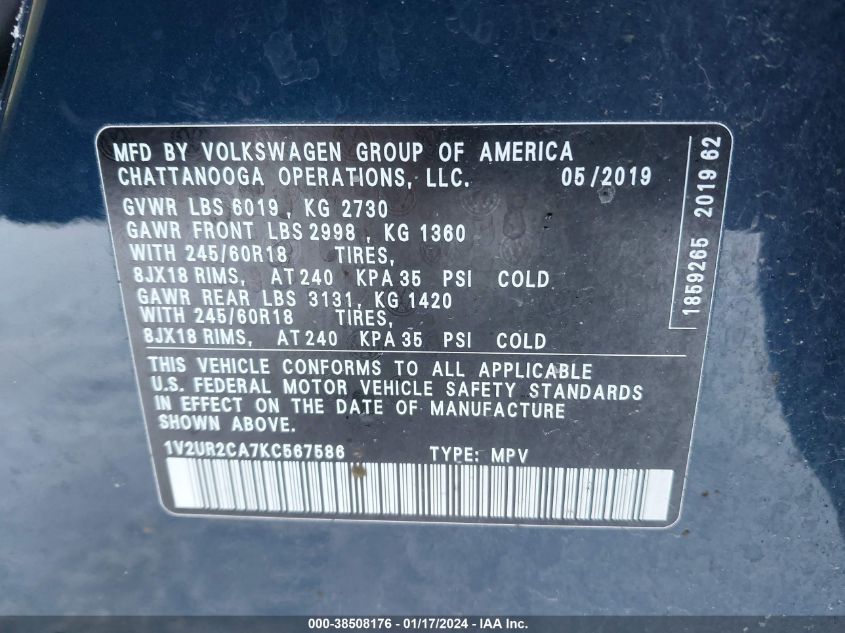 MFD BY VOLKSWAGEN GROUP OF AMERICA
CHATTANOOGA OPERATIONS, LLC. 05/2019
GVWR LBS 6019, KG 2730
GAWR FRONT LBS 2998, KG 1360
WITH 245/60R18 TIRES,
8JX18 RIMS, AT 240 KPA 35 PSI COLD
GAWR REAR LBS 3131, KG 1420
WITH 245/60R18 TIRES,
8JX18 RIMS, AT 240 KPA 35 PSI COLD
THIS VEHICLE CONFORMS TO ALL APPLICABLE
U.S. FEDERAL MOTOR VEHICLE SAFETY STANDARDS
IN EFFECT ON THE DATE OF MANUFACTURE
SHOWN ABOVE.
1V2UR2CA7KC567586 TYPE: MPV
1859265 2019 62
000-38508176 - 01/17/2024 - IAA Inc.